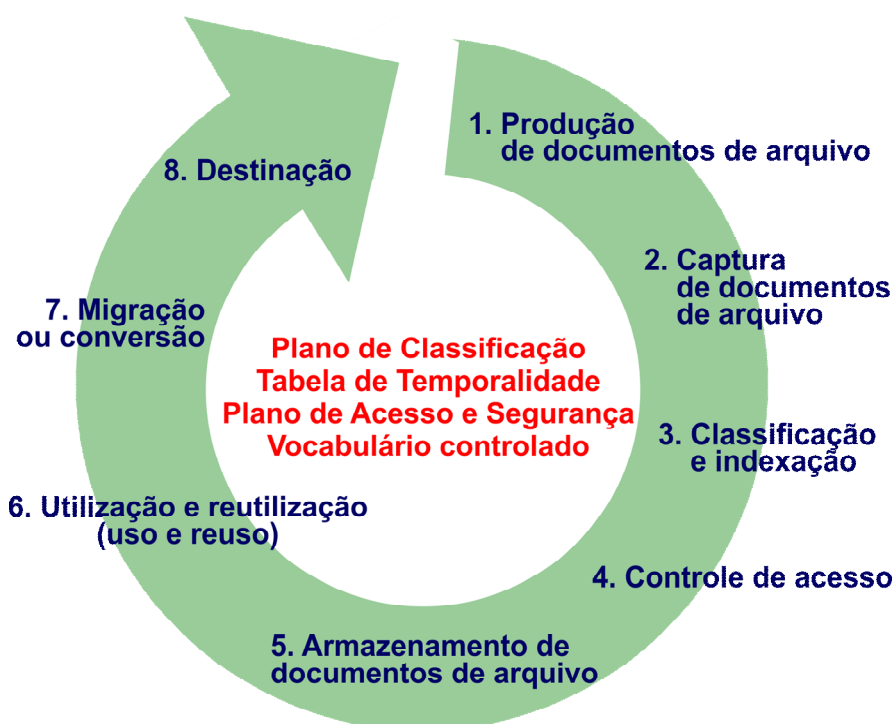 1. Produção
de documentos de arquivo
2. Captura
de documentos
de arquivo
3. Classificação
e indexação
4. Controle de acesso
5. Armazenamento de
documentos de arquivo
6. Utilização e reutilização
(uso e reuso)
7. Migração
ou conversão
8. Destinação
Plano de Classificação
Tabela de Temporalidade
Plano de Acesso e Segurança
Vocabulário controlado